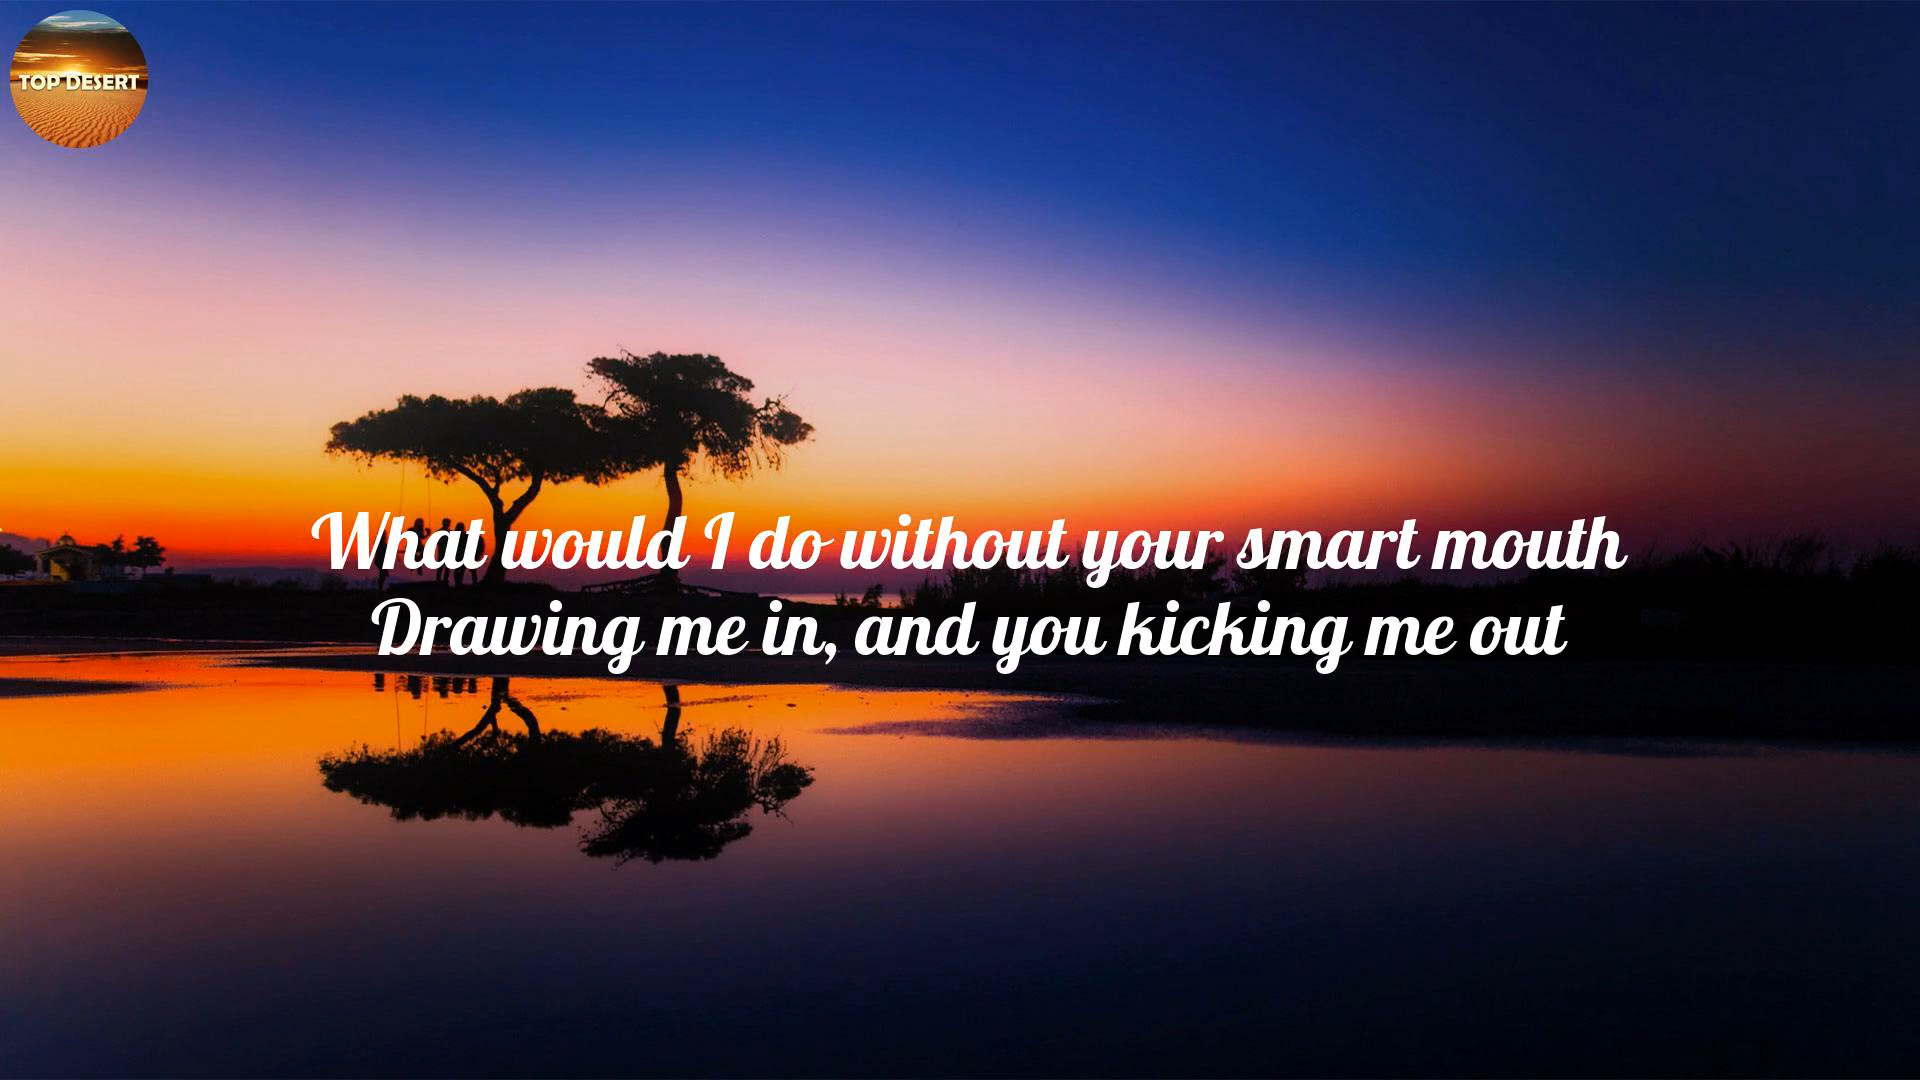 TOP DESERT
What would I do without your smart mouth
Drawing me in, and you kicking me out